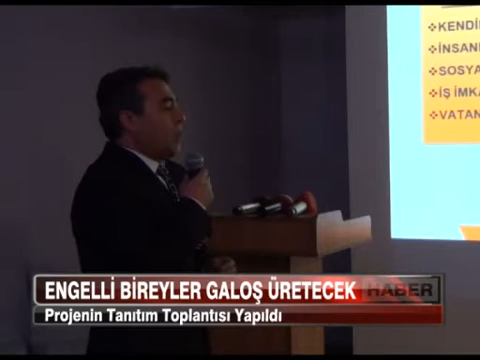 ❖KENDİ
❖İNSAN
❖SOSYA
❖İŞ İMKA
❖VATAN
ENGELLİ BİREYLER GALOŞ ÜRETECEK
HABER
Projenin Tanıtım Toplantısı Yapıldı